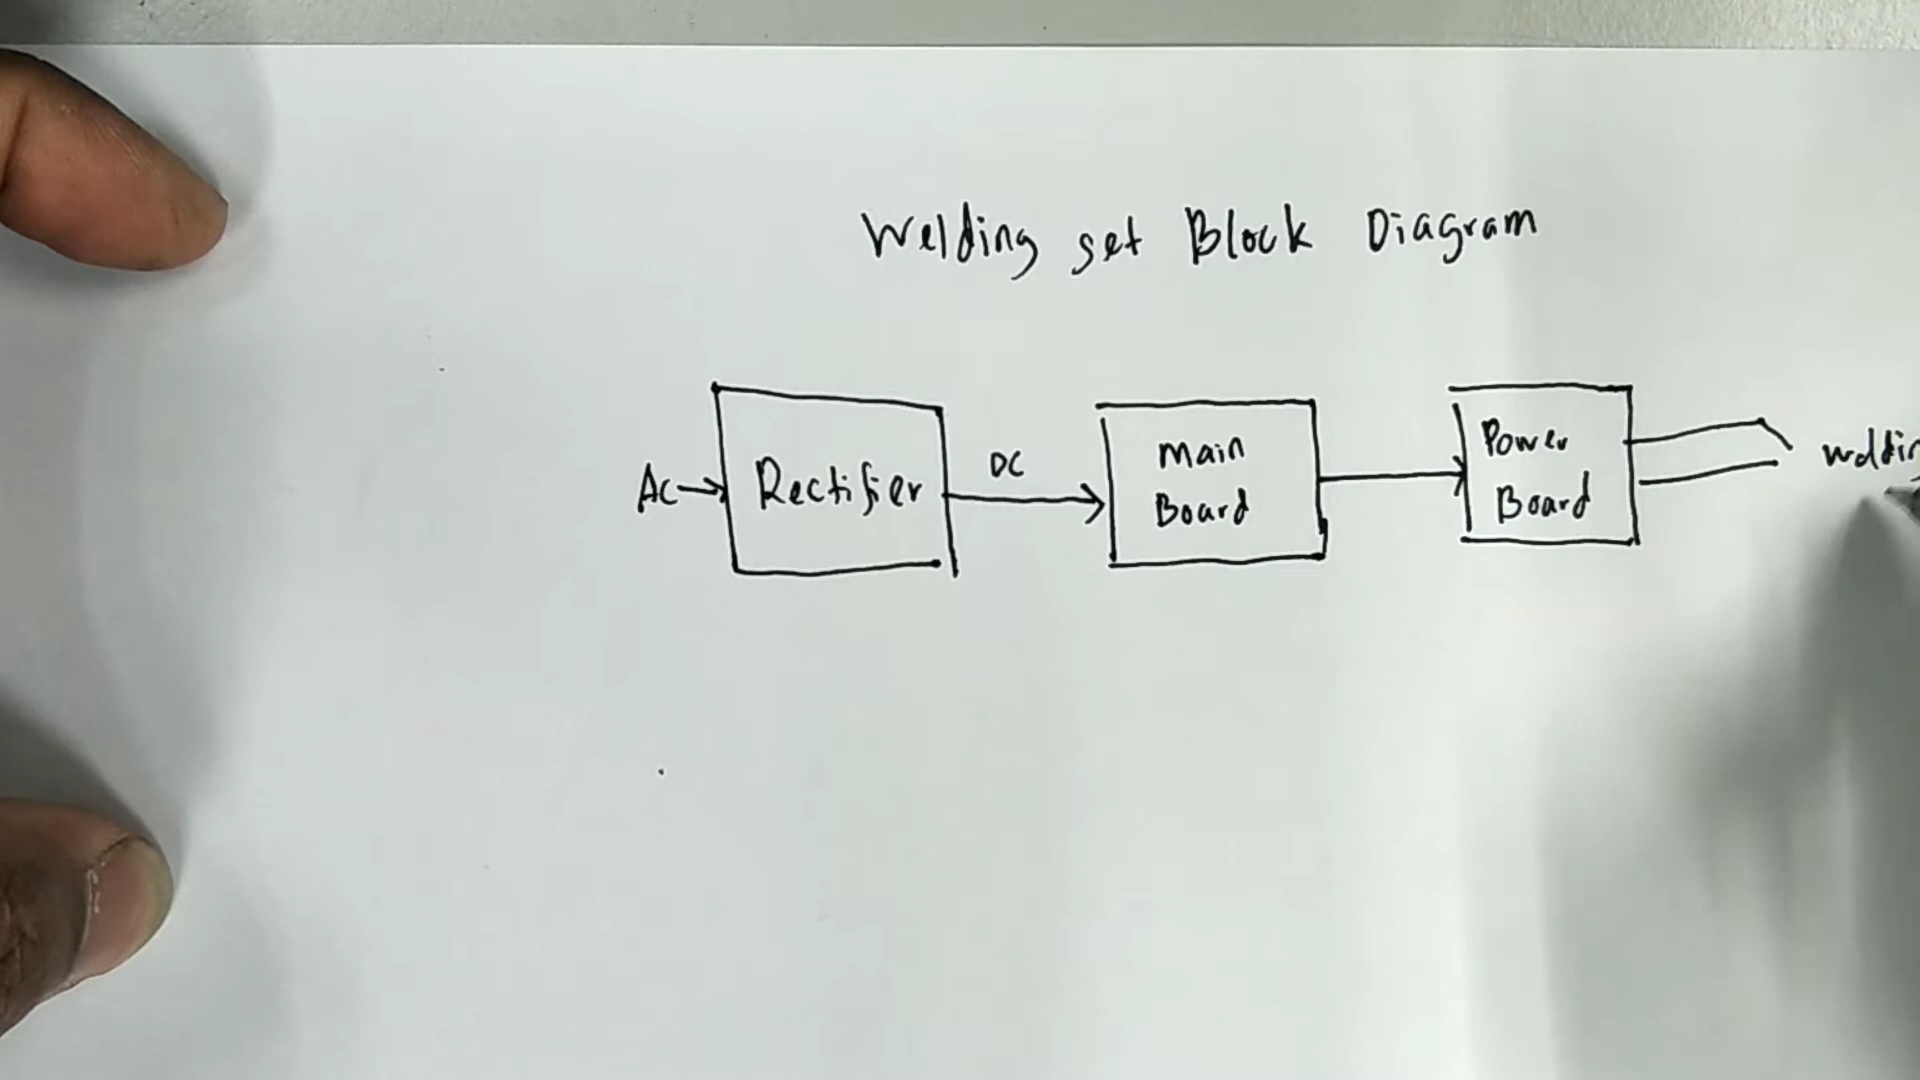 Welding set Block Diagram
AC
Rectifier
DC
Main
Board
Power
Board